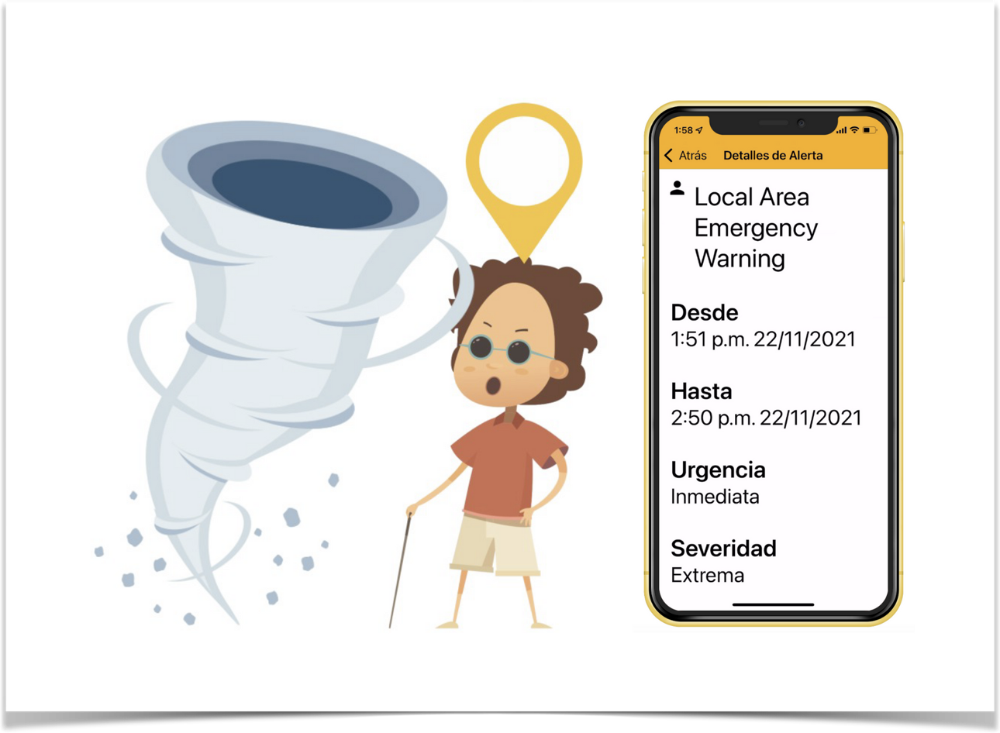 1:58
Atrás Detalles de Alerta
Local Area
Emergency
Warning
Desde
1:51 p.m. 22/11/2021
Hasta
2:50 p.m. 22/11/2021
Urgencia
Inmediata
Severidad
Extrema